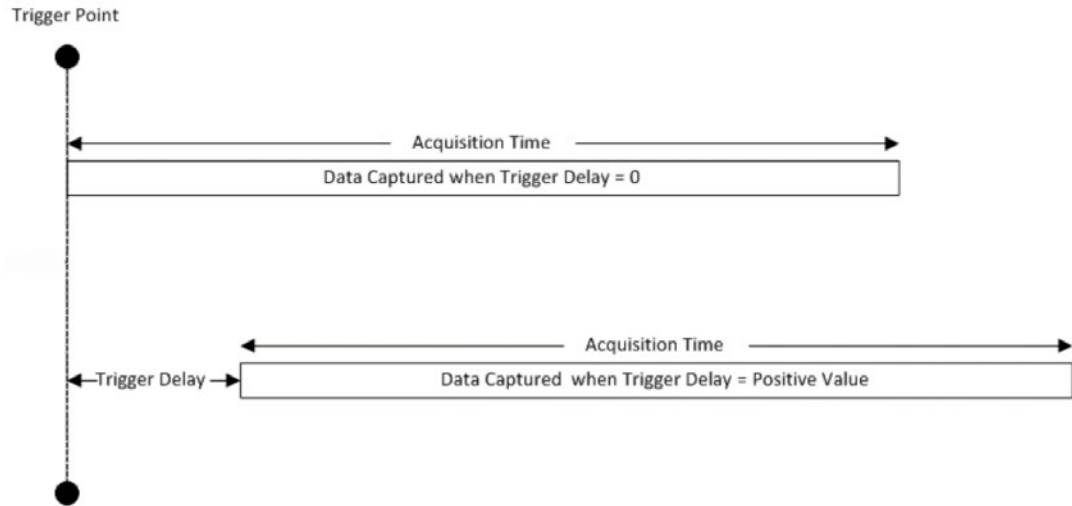 Trigger Point
Acquisition Time
Data Captured when Trigger Delay = 0
Acquisition Time
Trigger Delay
Data Captured when Trigger Delay = Positive Value